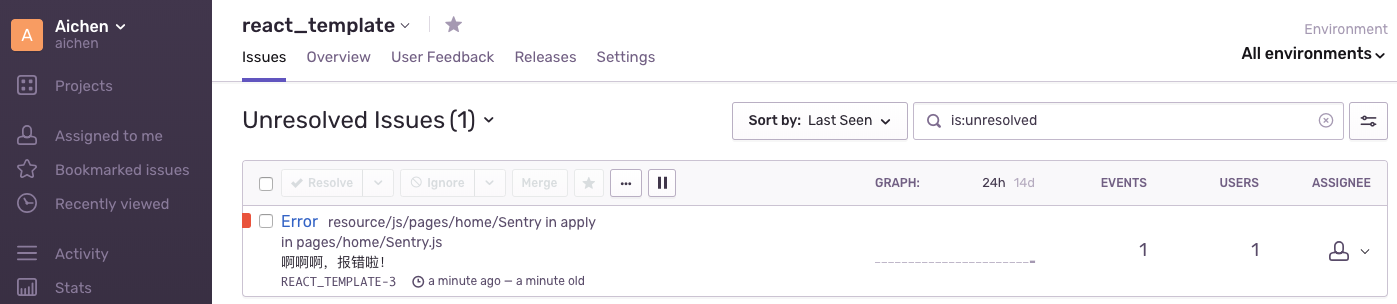 A
Aichen
aichen
Projects
Assigned to me
Bookmarked issues
Recently viewed
Activity
Stats
react_template
Environment
All environments
Issues Overview User Feedback Releases Settings
Unresolved Issues (1)
Sort by: Last Seen
is:unresolved
Resolve Ignore Merge GRAPH: 24h 14d EVENTS USERS ASSIGNEE
Error resource/js/pages/home/Sentry in apply
in pages/home/Sentry.js
啊啊啊，报错啦！
REACT_TEMPLATE-3 a minute ago — a minute old
1 1